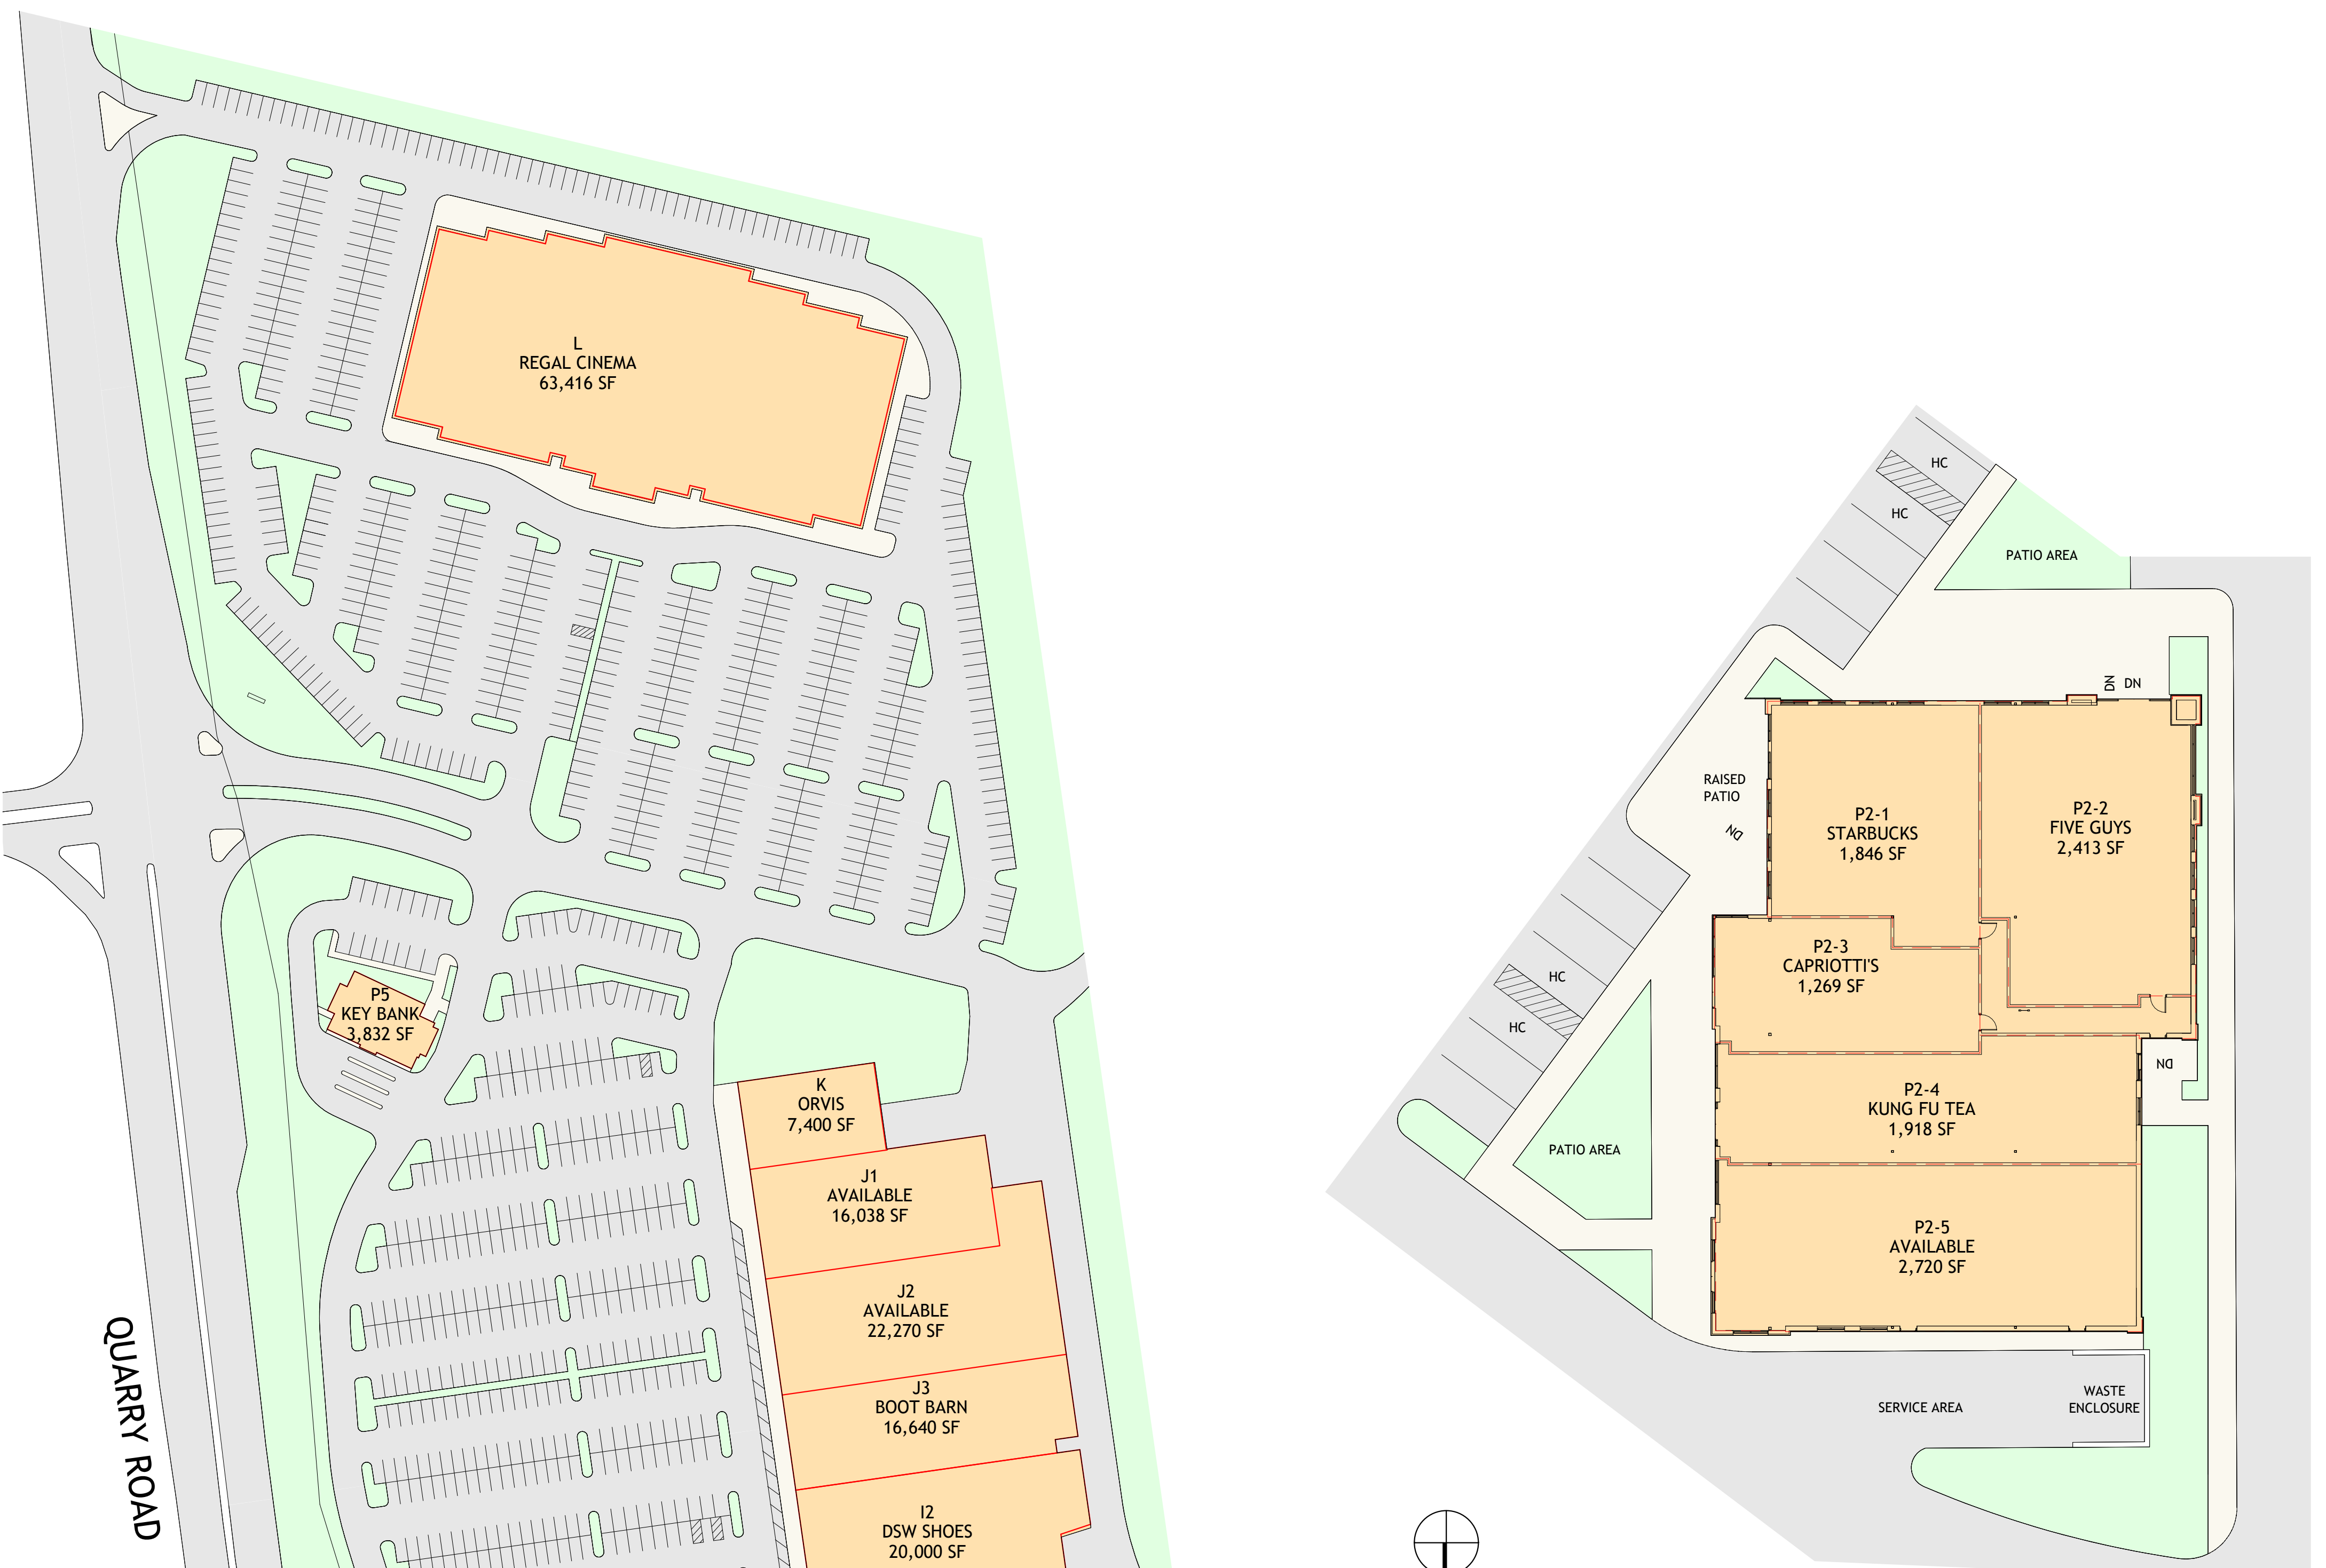 L
REGAL CINEMA
63,416 SF
P5
KEY BANK
3,832 SF
K
ORVIS
7,400 SF
J1
AVAILABLE
16,038 SF
J2
AVAILABLE
22,270 SF
J3
BOOT BARN
16,640 SF
I2
DSW SHOES
20,000 SF
QUARRY ROAD
HC
HC
PATIO AREA
DN
DN
RAISED
PATIO
DN
P2-1
STARBUCKS
1,846 SF
P2-2
FIVE GUYS
2,413 SF
P2-3
CAPRIOTTI'S
1,269 SF
HC
HC
DN
P2-4
KUNG FU TEA
1,918 SF
PATIO AREA
P2-5
AVAILABLE
2,720 SF
SERVICE AREA
WASTE
ENCLOSURE